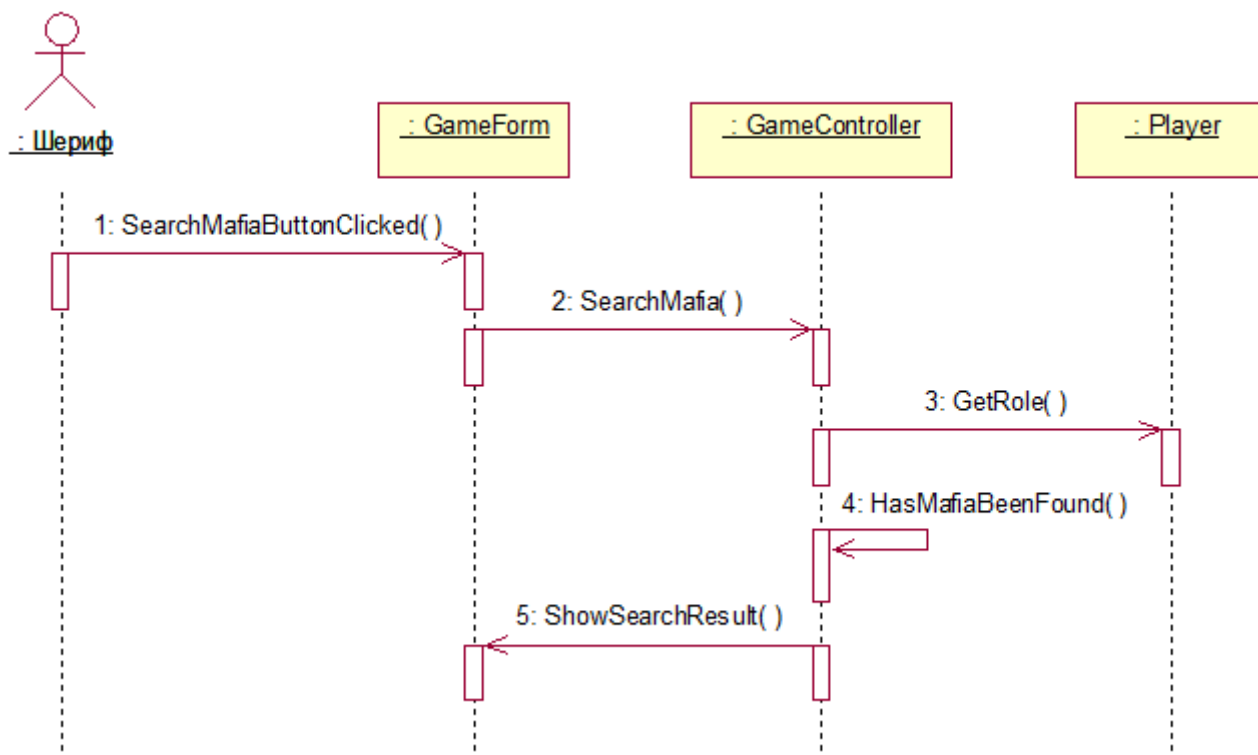 : Шериф
: GameForm
: GameController
: Player
1: SearchMafiaButtonClicked( )
2: SearchMafia( )
3: GetRole( )
4: HasMafiaBeenFound( )
5: ShowSearchResult( )